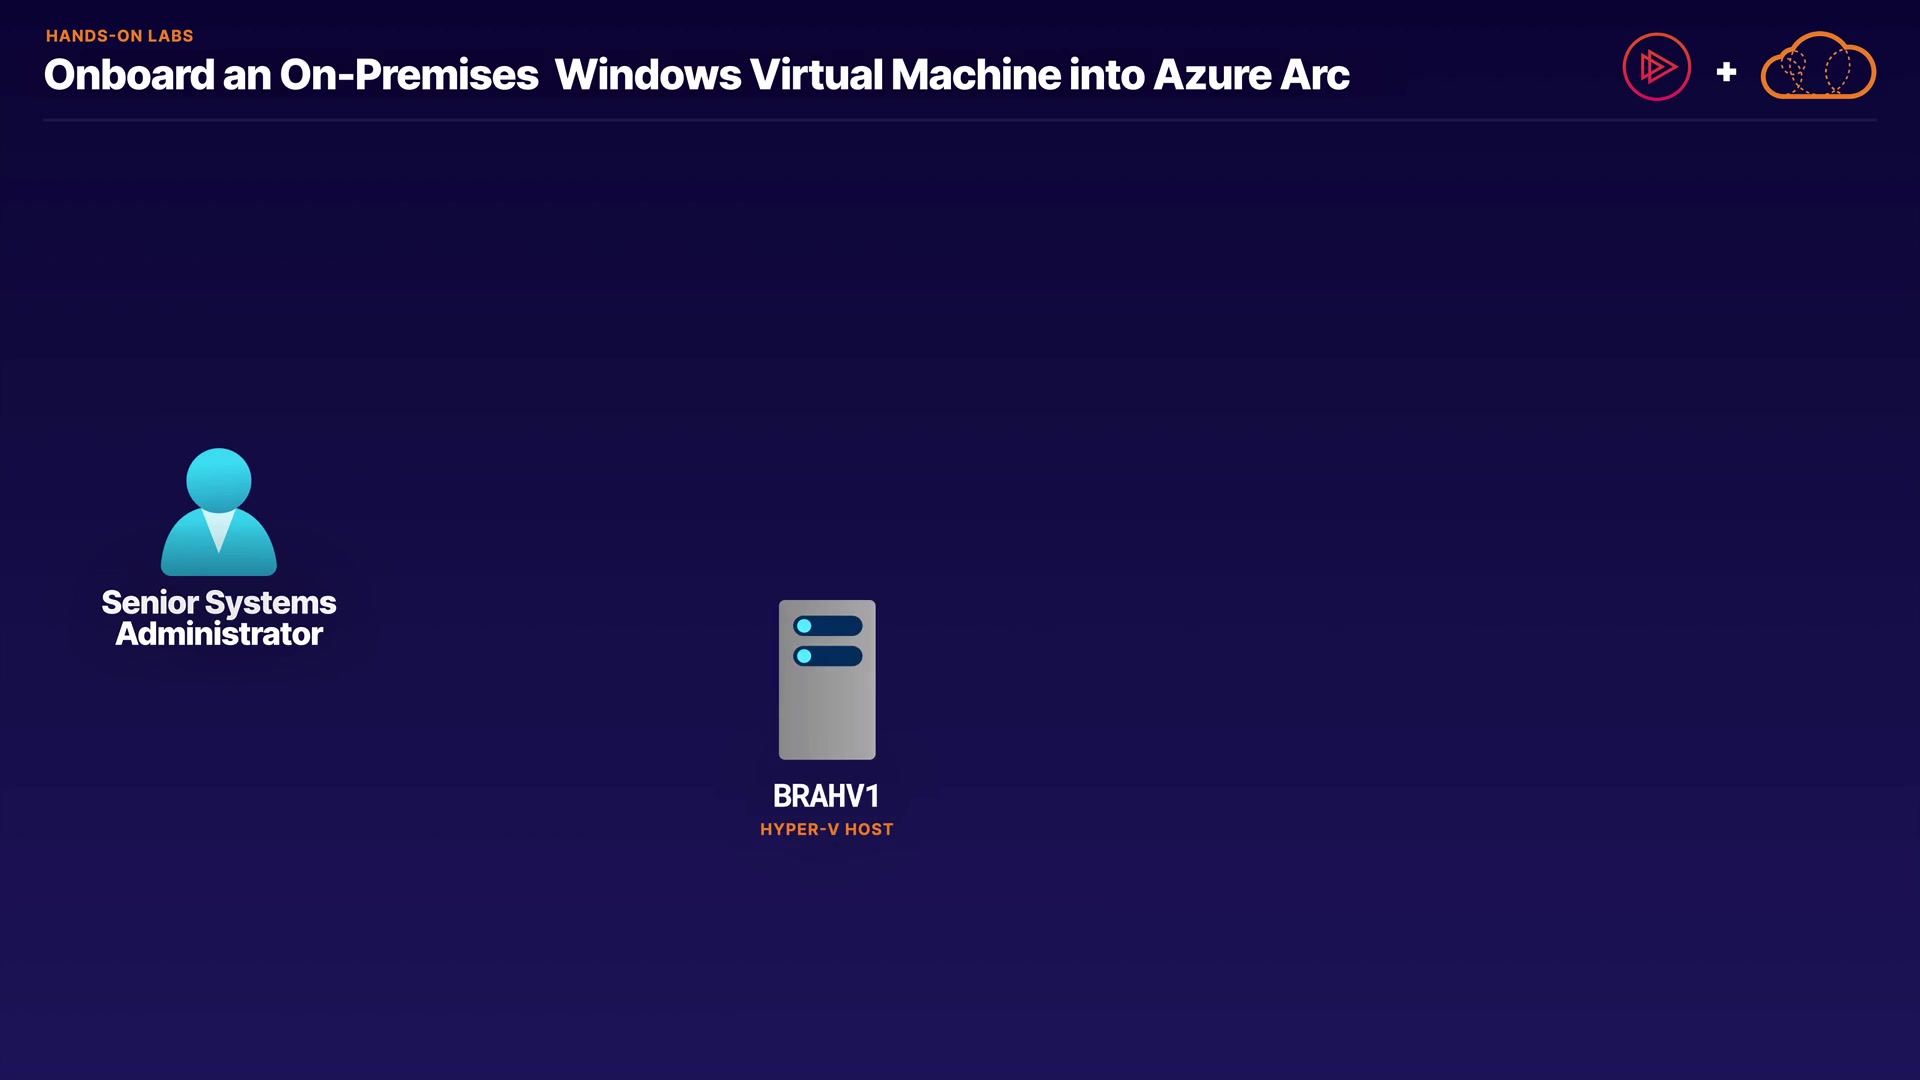 HANDS-ON LABS
Onboard an On-Premises  Windows Virtual Machine into Azure Arc
Senior Systems
Administrator
BRAHV1
HYPER-V HOST